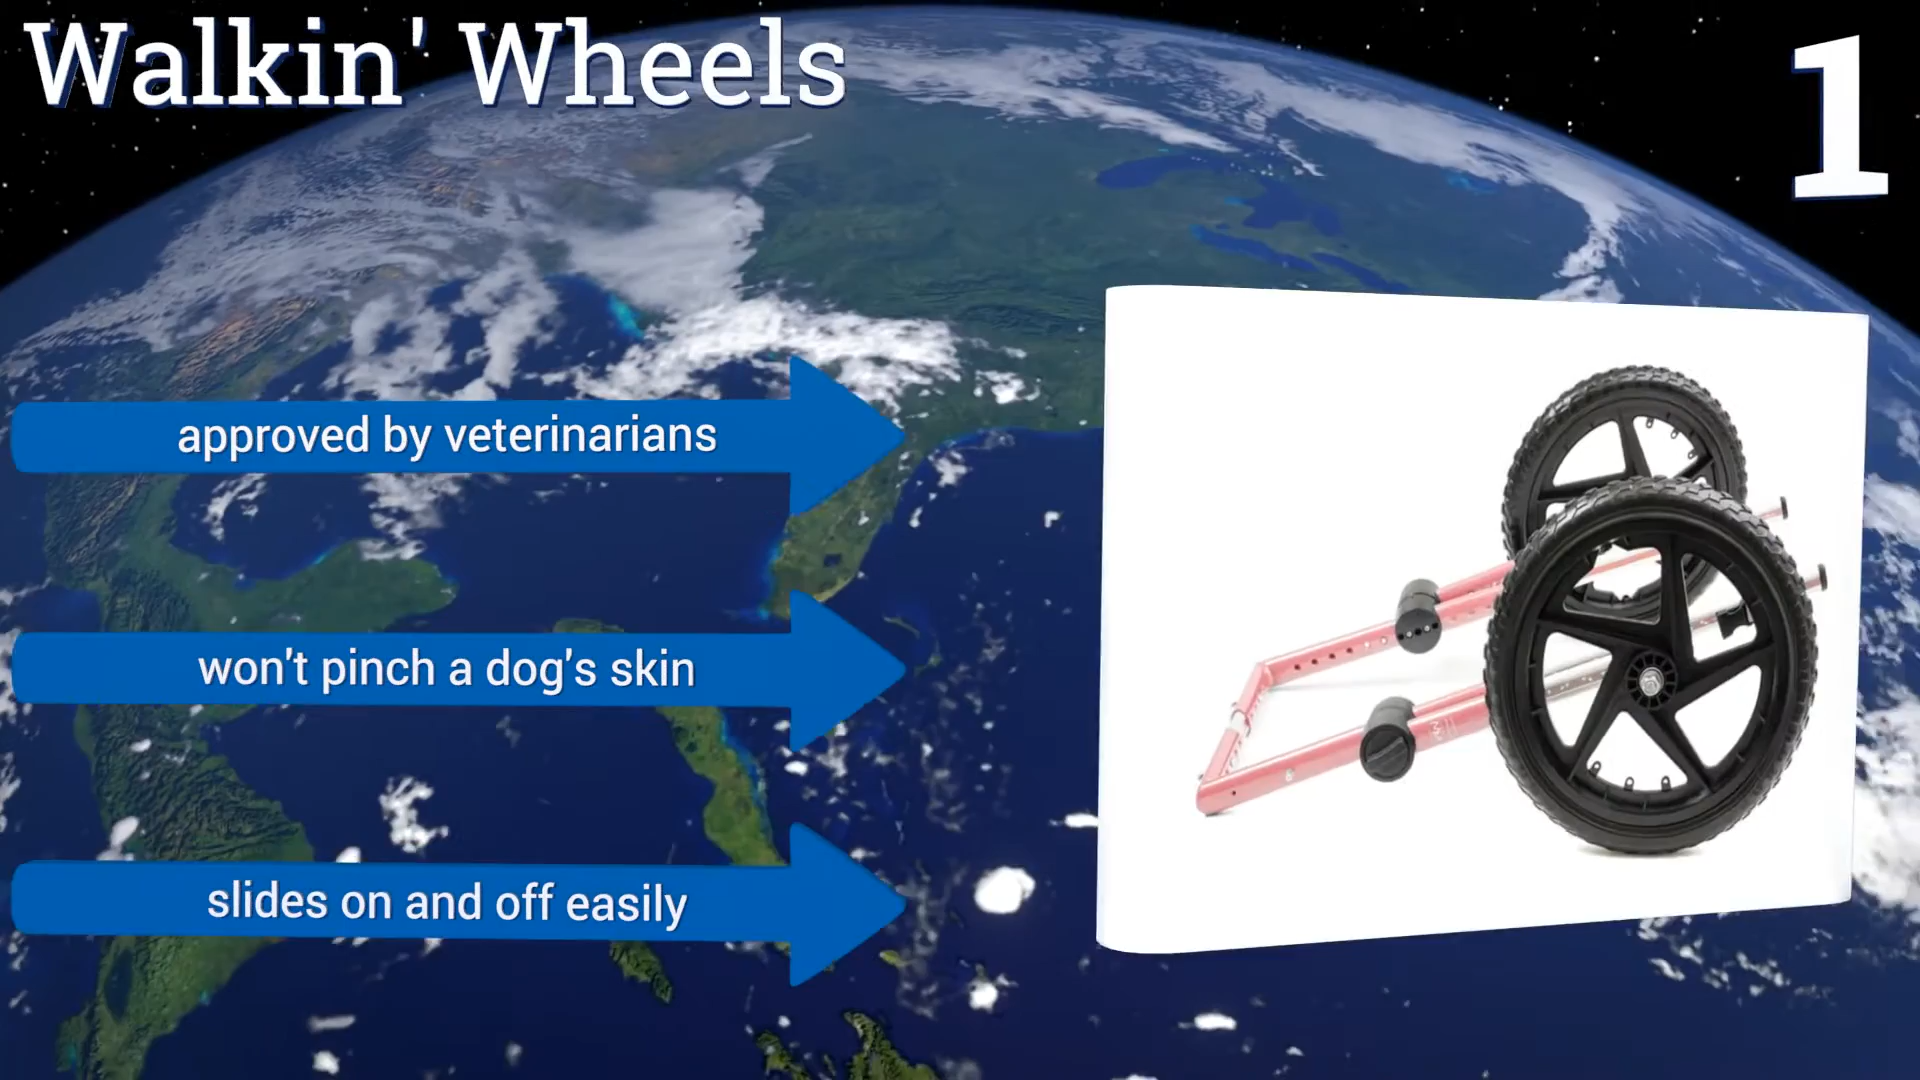 Walkin' Wheels
1
approved by veterinarians
won't pinch a dog's skin
slides on and off easily